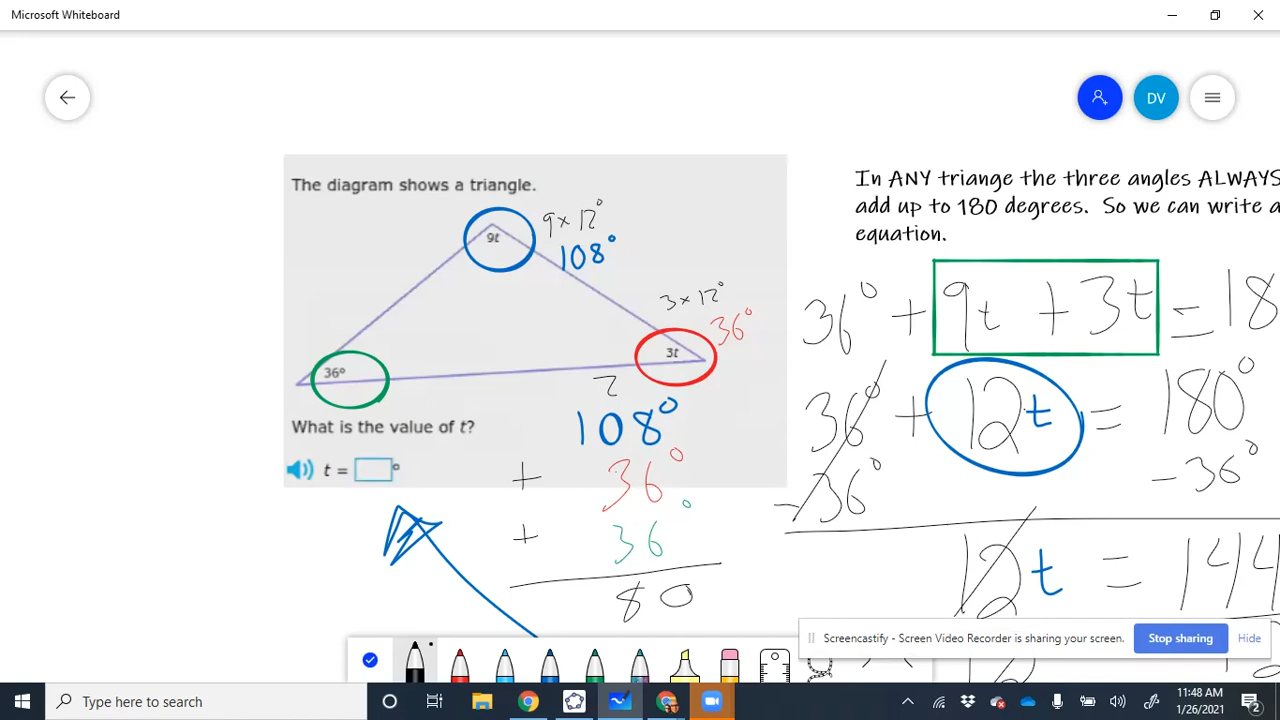 Microsoft Whiteboard
DV
The diagram shows a triangle.
9t
9 x 12°
108°
3 x 12°
36°
3t
36°
What is the value of t?
t = °
2
108°
+ 36°
+ 36°
80
In ANY triange the three angles ALWAYS
add up to 180 degrees. So we can write a
equation.
36° + 9t + 3t = 18
36° + 12t = 180°
- 36° - 36°
12t = 144
Screencastify - Screen Video Recorder is sharing your screen.
Stop sharing
Hide
Type here to search
11:48 AM
1/26/2021
2